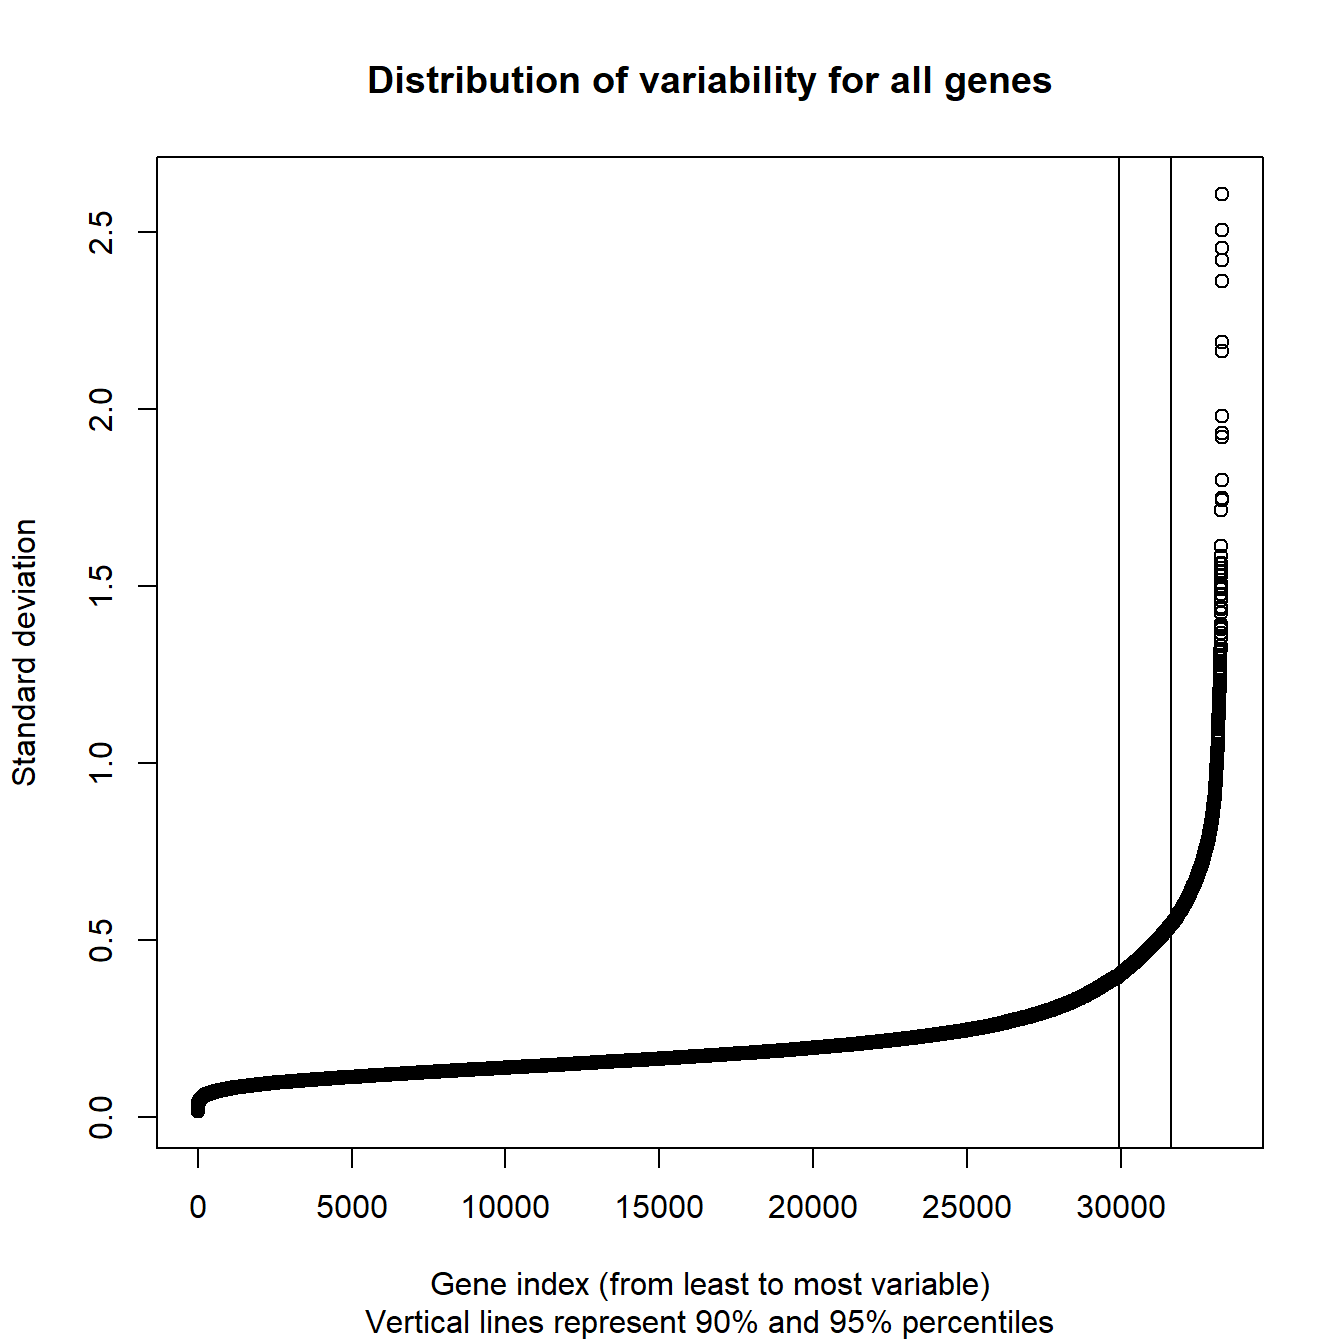 Distribution of variability for all genes
Standard deviation
2.5
2.0
1.5
1.0
0.5
0.0
0 5000 10000 15000 20000 25000 30000
Gene index (from least to most variable)
Vertical lines represent 90% and 95% percentiles